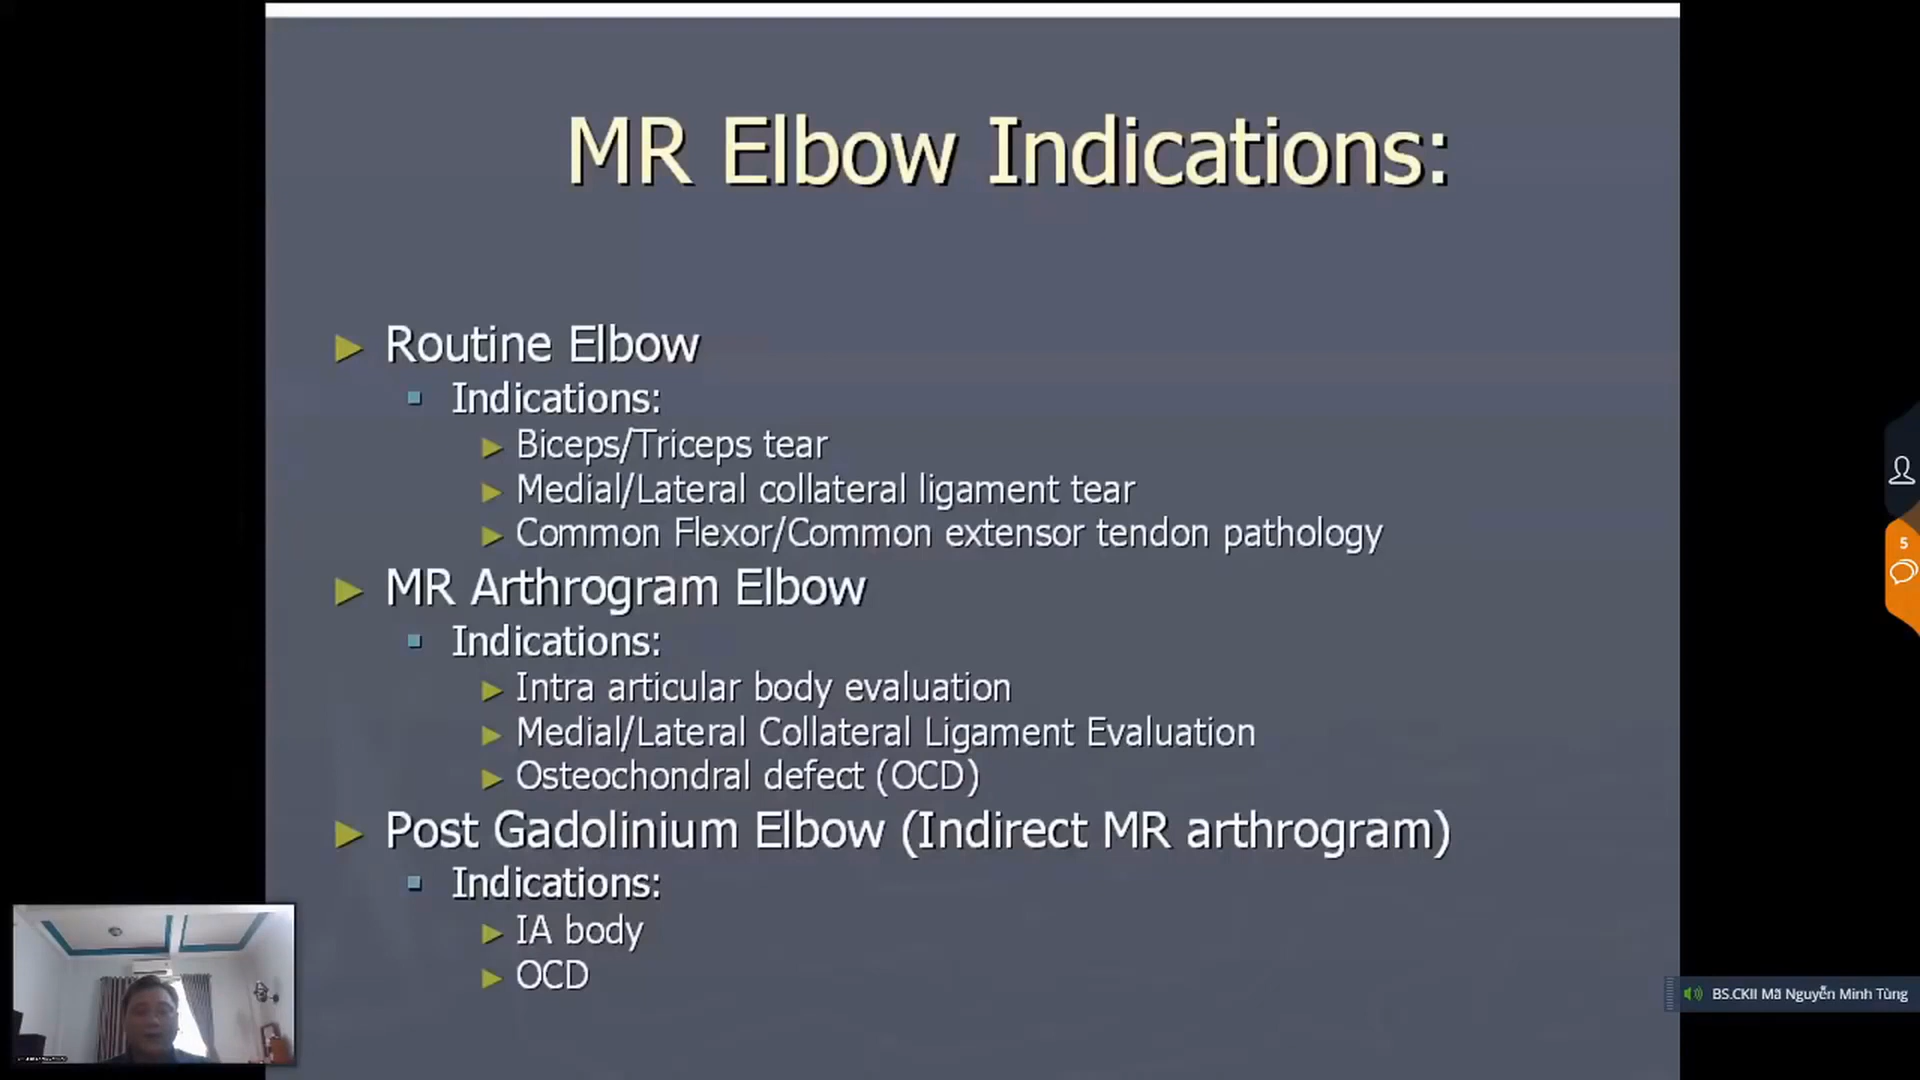 MR Elbow Indications:
Routine Elbow
Indications:
Biceps/Triceps tear
Medial/Lateral collateral ligament tear
Common Flexor/Common extensor tendon pathology
MR Arthrogram Elbow
Indications:
Intra articular body evaluation
Medial/Lateral Collateral Ligament Evaluation
Osteochondral defect (OCD)
Post Gadolinium Elbow (Indirect MR arthrogram)
Indications:
IA body
OCD
5
BS.CKII Mã Nguyễn Minh Tùng